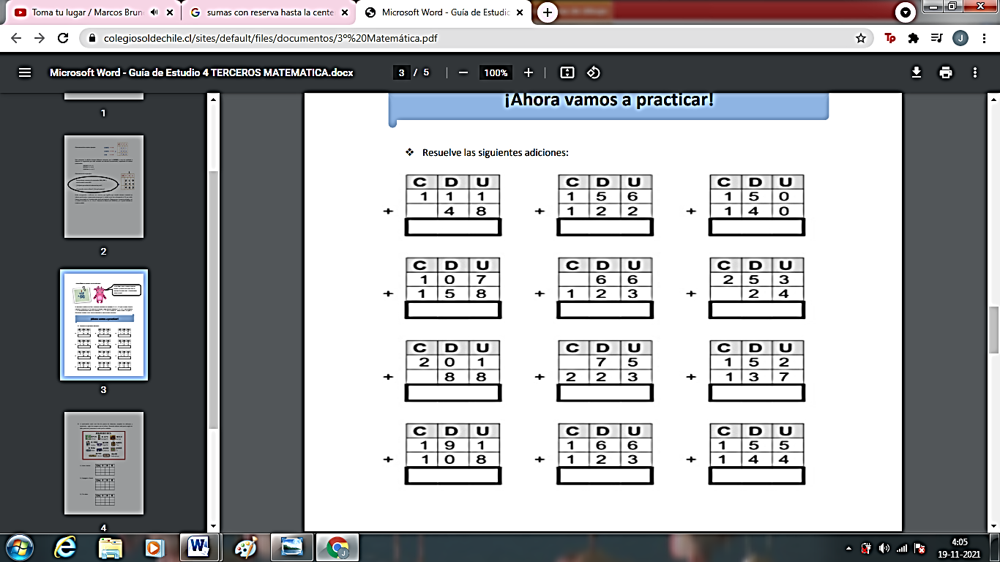 Toma tu lugar / Marcos Brun
sumas con reserva hasta la cente
Microsoft Word - Guía de Estudio
colegiosoldechile.cl/sites/default/files/documentos/3°%20Matemática.pdf
Tp
J
Microsoft Word - Guía de Estudio 4 TERCEROS MATEMATICA.docx
3 / 5
100%
1
2
3
4
¡Ahora vamos a practicar!
❖ Resuelve las siguientes adiciones:
C D U C D U C D U
1 1 1 1 5 6 1 5 0
+ 4 8 + 1 2 2 + 1 4 0
C D U C D U C D U
1 0 7 6 6 2 5 3
+ 1 5 8 + 1 2 3 + 2 4
C D U C D U C D U
2 0 1 7 5 1 5 2
+ 8 8 + 2 2 3 + 1 3 7
C D U C D U C D U
1 9 1 1 6 6 1 5 5
+ 1 0 8 + 1 2 3 + 1 4 4
4:05
19-11-2021